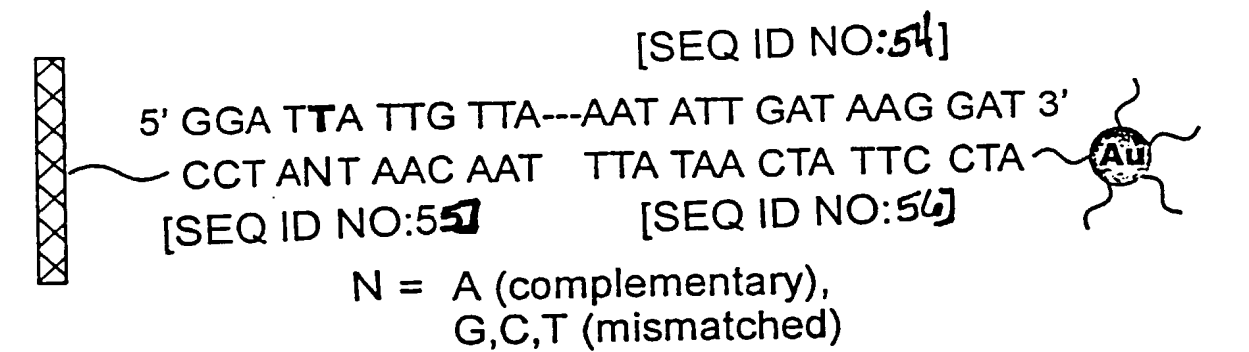 [SEQ ID NO:54]
5' GGA TTA TTG TTA---AAT ATT GAT AAG GAT 3'
CCT ANT AAC AAT TTA TAA CTA TTC CTA Au
[SEQ ID NO:55] [SEQ ID NO:56]
N = A (complementary),
G,C,T (mismatched)